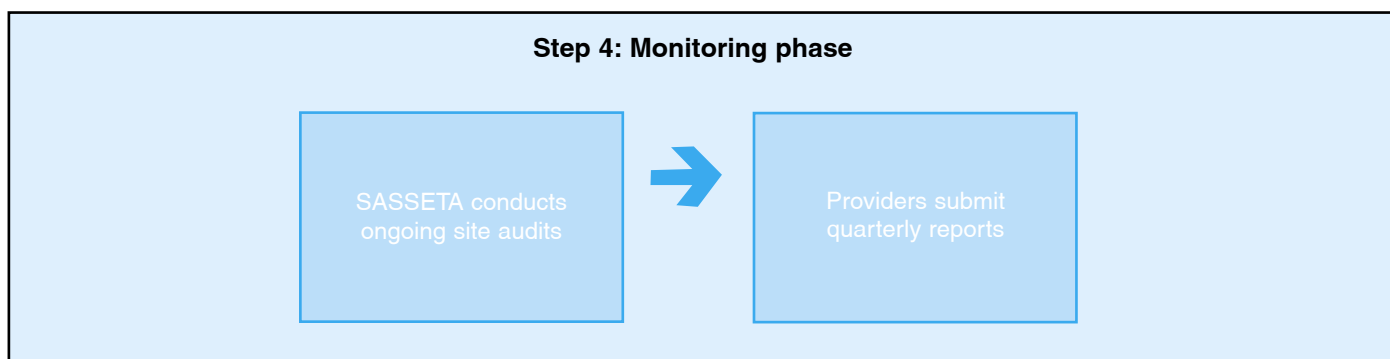 Step 4: Monitoring phase
SASSETA conducts
ongoing site audits
Providers submit
quarterly reports